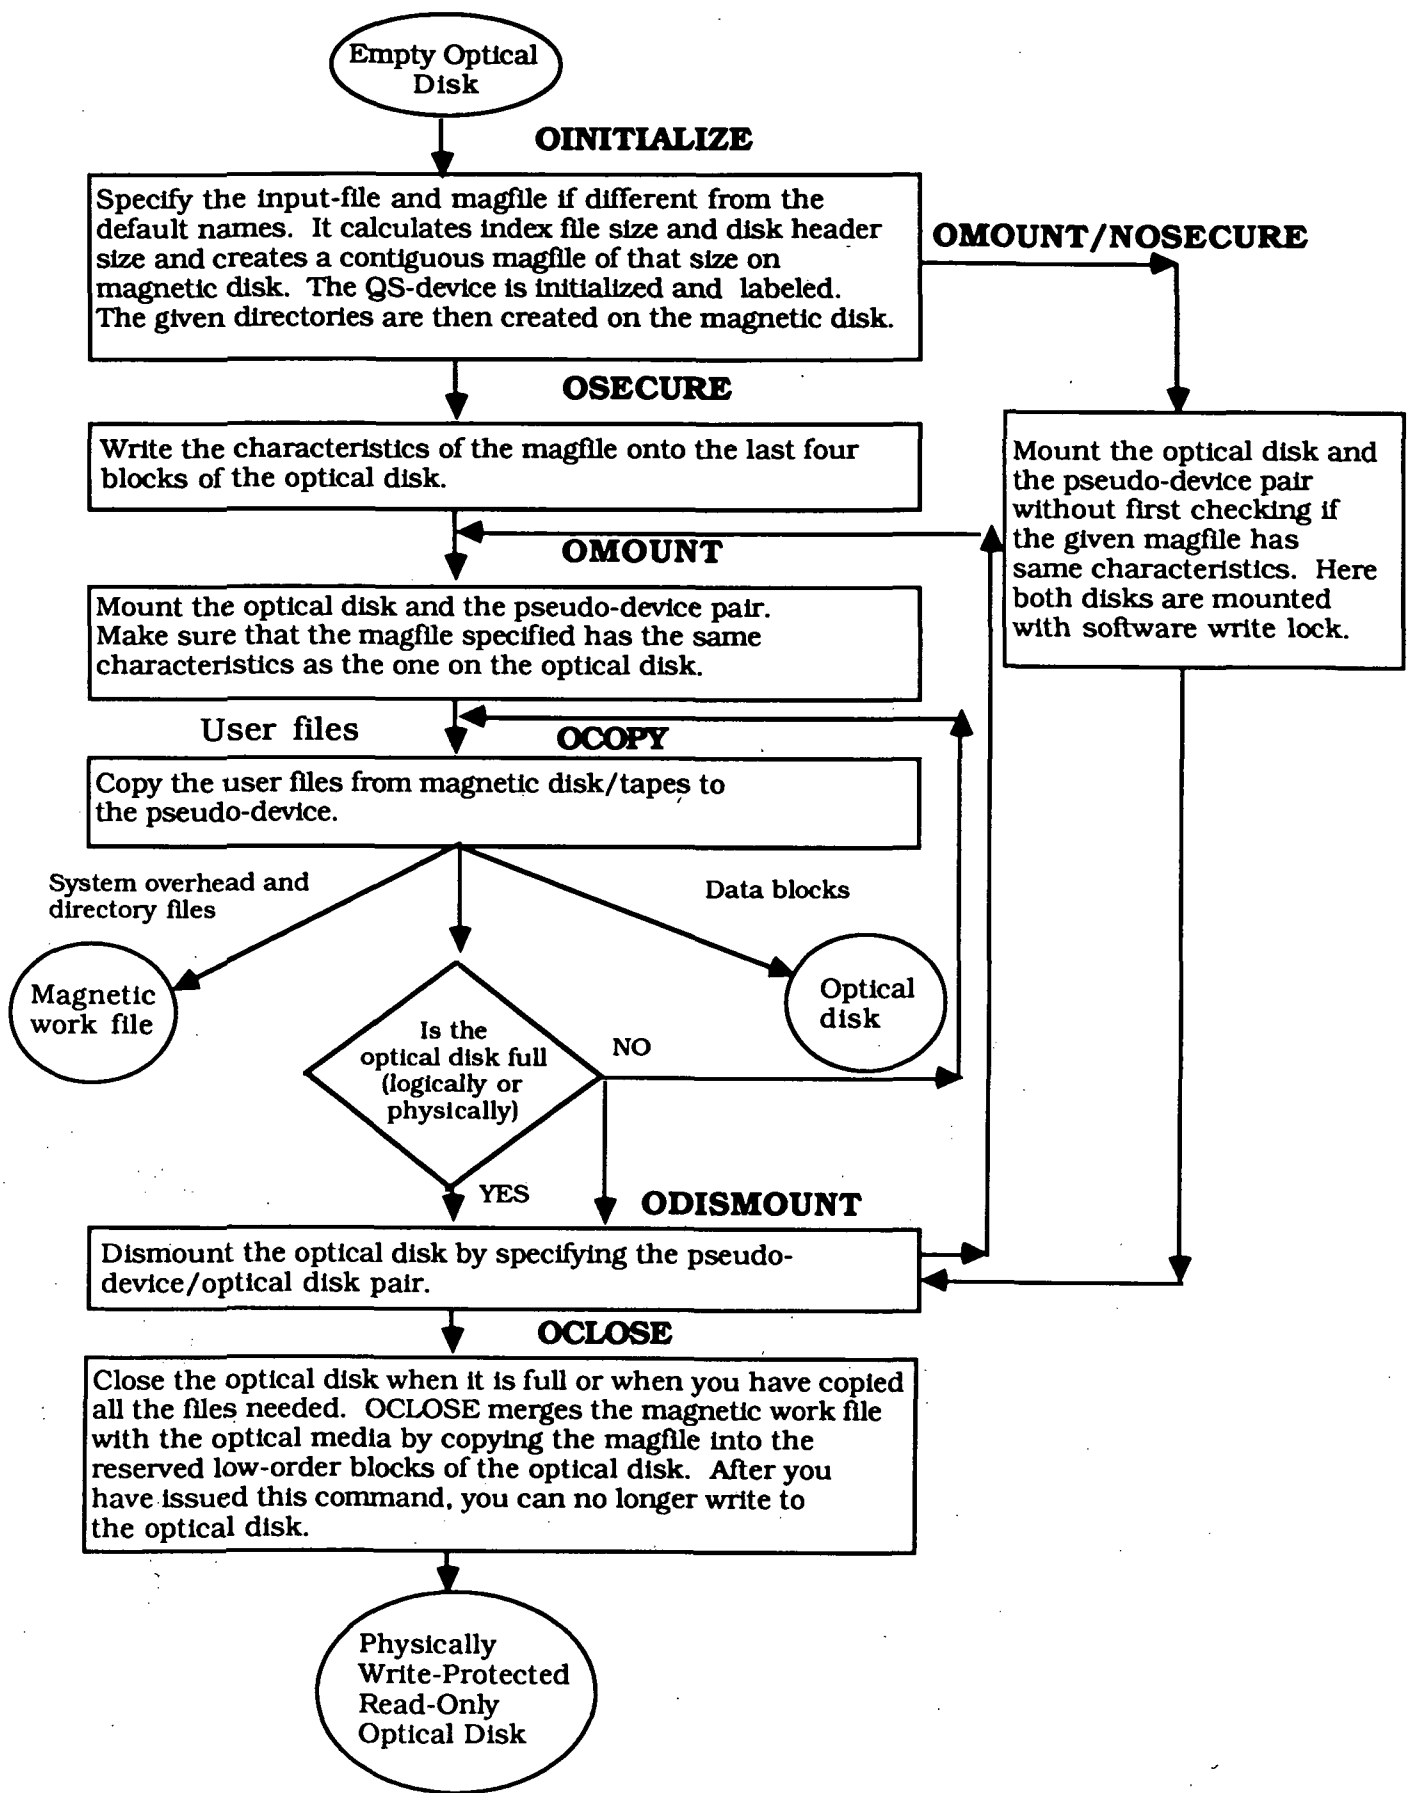 Empty Optical
Disk
OINITIALIZE
Specify the input-file and magfile if different from the
default names.  It calculates index file size and disk header
size and creates a contiguous magfile of that size on
magnetic disk.  The QS-device is initialized and labeled.
The given directories are then created on the magnetic disk.
OMOUNT/NOSECURE
OSECURE
Write the characteristics of the magfile onto the last four
blocks of the optical disk.
Mount the optical disk and
the pseudo-device pair
without first checking if
the given magfile has
same characteristics.  Here
both disks are mounted
with software write lock.
OMOUNT
Mount the optical disk and the pseudo-device pair.
Make sure that the magfile specified has the same
characteristics as the one on the optical disk.
User files
OCOPY
Copy the user files from magnetic disk/tapes to
the pseudo-device.
System overhead and
directory files
Data blocks
Magnetic
work file
Optical
disk
Is the
optical disk full
(logically or
physically)
NO
YES
ODISMOUNT
Dismount the optical disk by specifying the pseudo-
device/optical disk pair.
OCLOSE
Close the optical disk when it is full or when you have copied
all the files needed.  OCLOSE merges the magnetic work file
with the optical media by copying the magfile into the
reserved low-order blocks of the optical disk.  After you
have issued this command, you can no longer write to
the optical disk.
Physically
Write-Protected
Read-Only
Optical Disk